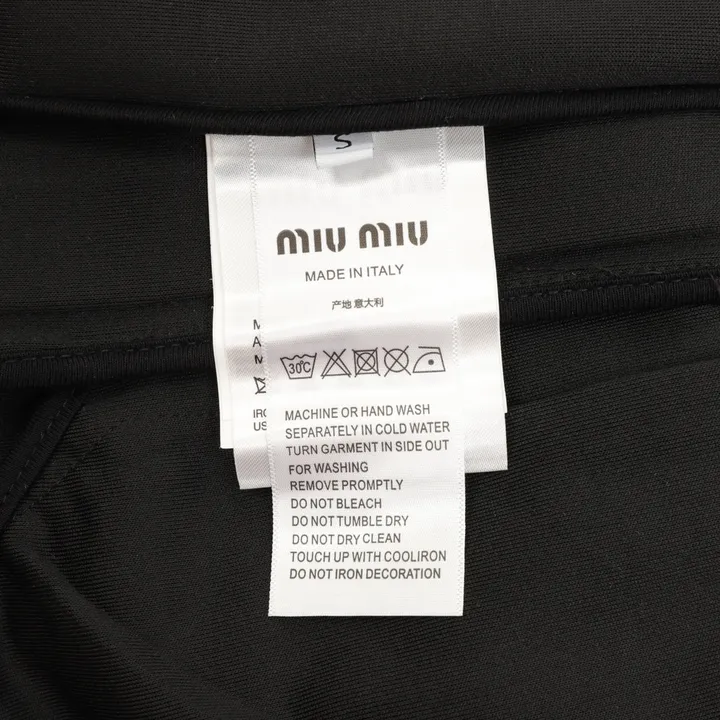 S
MIU MIU
MADE IN ITALY
产地 意大利
30°C
MACHINE OR HAND WASH
SEPARATELY IN COLD WATER
TURN GARMENT IN SIDE OUT
FOR WASHING
REMOVE PROMPTLY
DO NOT BLEACH
DO NOT TUMBLE DRY
DO NOT DRY CLEAN
TOUCH UP WITH COOLIRON
DO NOT IRON DECORATION